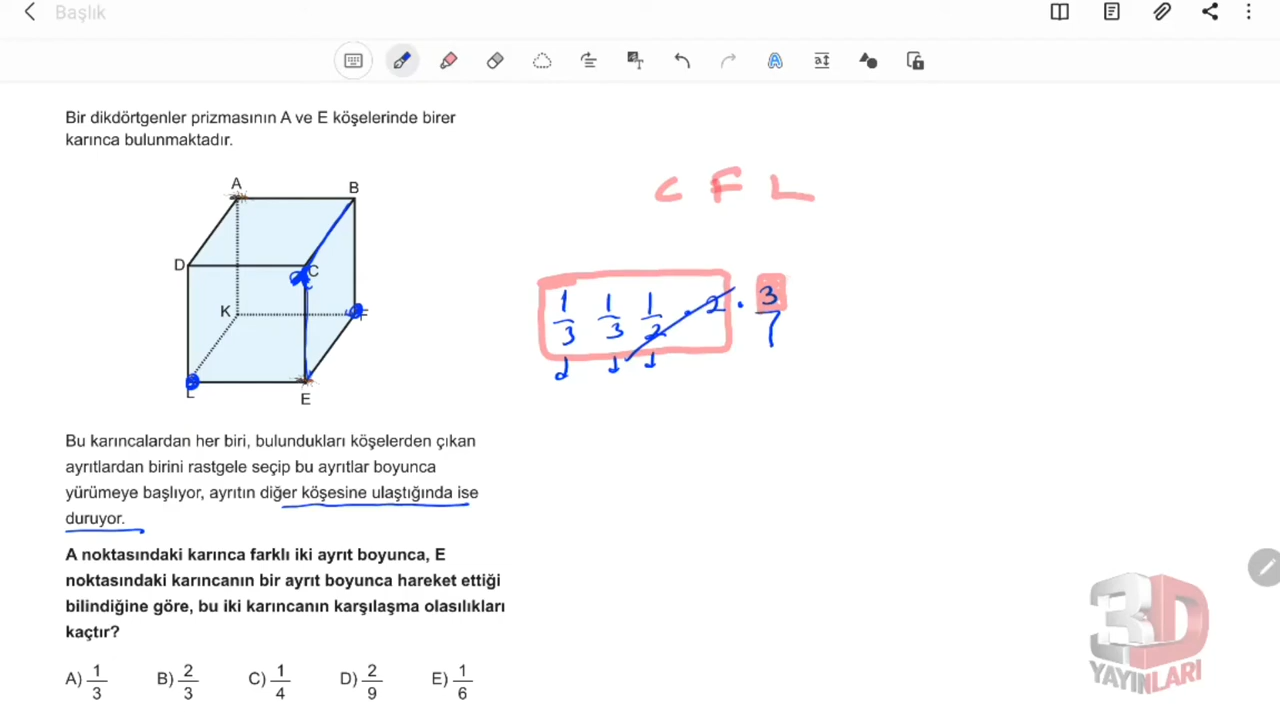 Başlık
Bir dikdörtgenler prizmasının A ve E köşelerinde birer
karınca bulunmaktadır.
A
B
D
C
K
F
L
E
C F L
1/3 1/3 1/2 . 2 . 3/1
Bu karıncalardan her biri, bulundukları köşelerden çıkan
ayrıtlardan birini rastgele seçip bu ayrıtlar boyunca
yürümeye başlıyor, ayrıtın diğer köşesine ulaştığında ise
duruyor.
A noktasındaki karınca farklı iki ayrıt boyunca, E
noktasındaki karıncanın bir ayrıt boyunca hareket ettiği
bilindiğine göre, bu iki karıncanın karşılaşma olasılıkları
kaçtır?
A) 1/3 B) 2/3 C) 1/4 D) 2/9 E) 1/6
3D
YAYINLARI